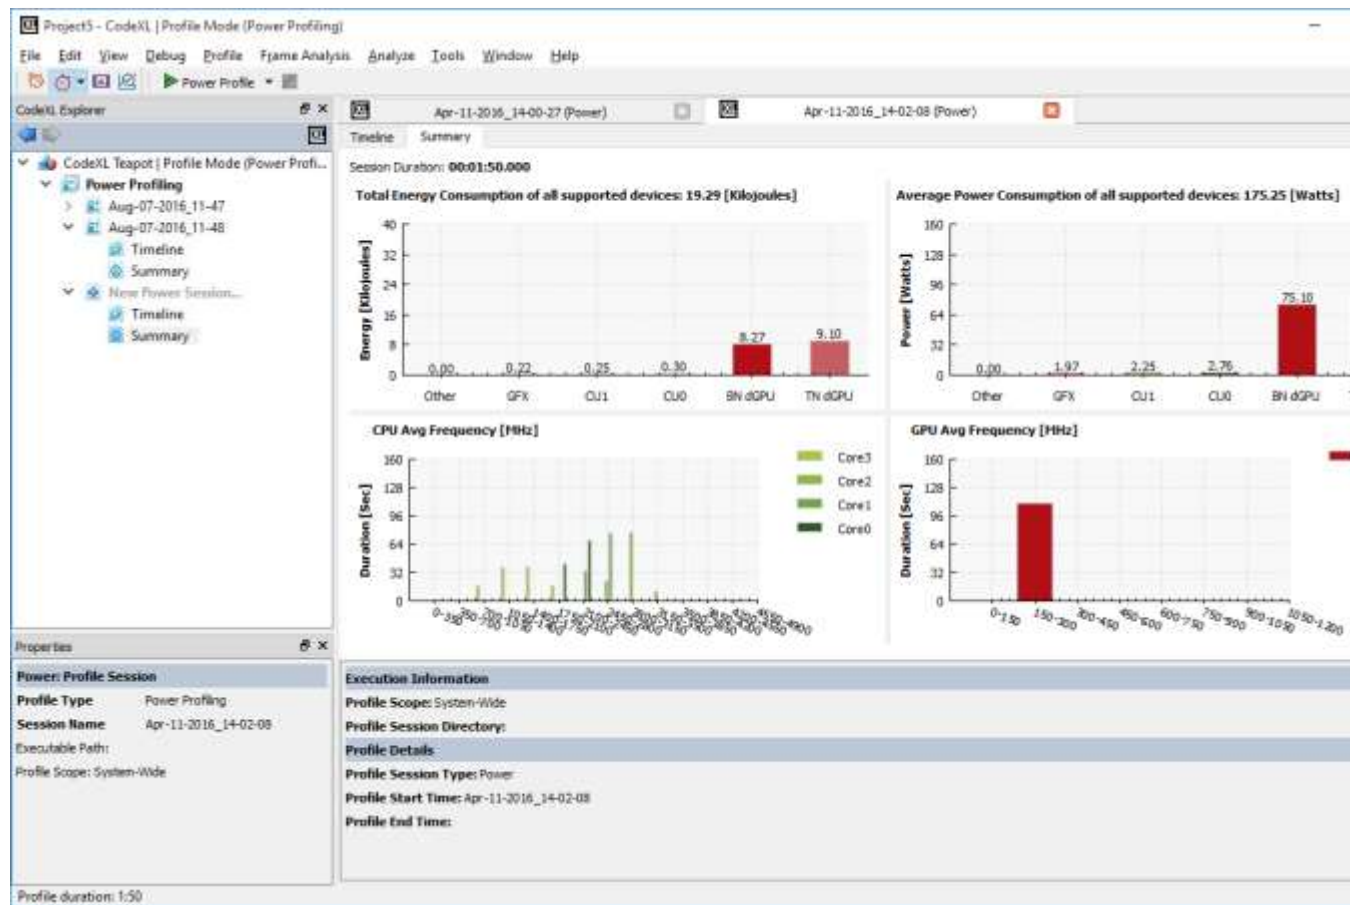 Project5 - CodeXL | Profile Mode (Power Profiling)
File Edit View Debug Profile Frame Analysis Analyze Tools Window Help
Power Profile
CodeXL Explorer
CodeXL Teapot | Profile Mode (Power Profi...
Power Profiling
Aug-07-2016_11-47
Aug-07-2016_11-48
Timeline
Summary
New Power Session...
Timeline
Summary
Properties
Power: Profile Session
Profile Type Power Profiling
Session Name Apr-11-2016_14-02-08
Executable Path:
Profile Scope: System-Wide
Apr-11-2016_14-00-27 (Power) Apr-11-2016_14-02-08 (Power)
Timeline Summary
Session Duration: 00:01:50.000
Total Energy Consumption of all supported devices: 19.29 [Kilojoules]
Energy [Kilojoules]
40
32
24
16
8
0
0.00 0.22 0.25 0.30 8.27 9.10
Other GFX CU1 CU0 BN dGPU TN dGPU
Average Power Consumption of all supported devices: 175.25 [Watts]
Power [Watts]
160
128
96
64
32
0
0.00 1.97 2.25 2.76 75.10
Other GFX CU1 CU0 BN dGPU
CPU Avg Frequency [MHz]
Duration [Sec]
160
128
96
64
32
0
0-350
Core3
Core2
Core1
Core0
GPU Avg Frequency [MHz]
Duration [Sec]
160
128
96
64
32
0
0-150 150-300 300-450 450-600 600-750 750-900 900-1050 1050-1200
Execution Information
Profile Scope: System-Wide
Profile Session Directory:
Profile Details
Profile Session Type: Power
Profile Start Time: Apr-11-2016_14-02-08
Profile End Time:
Profile duration: 1:50